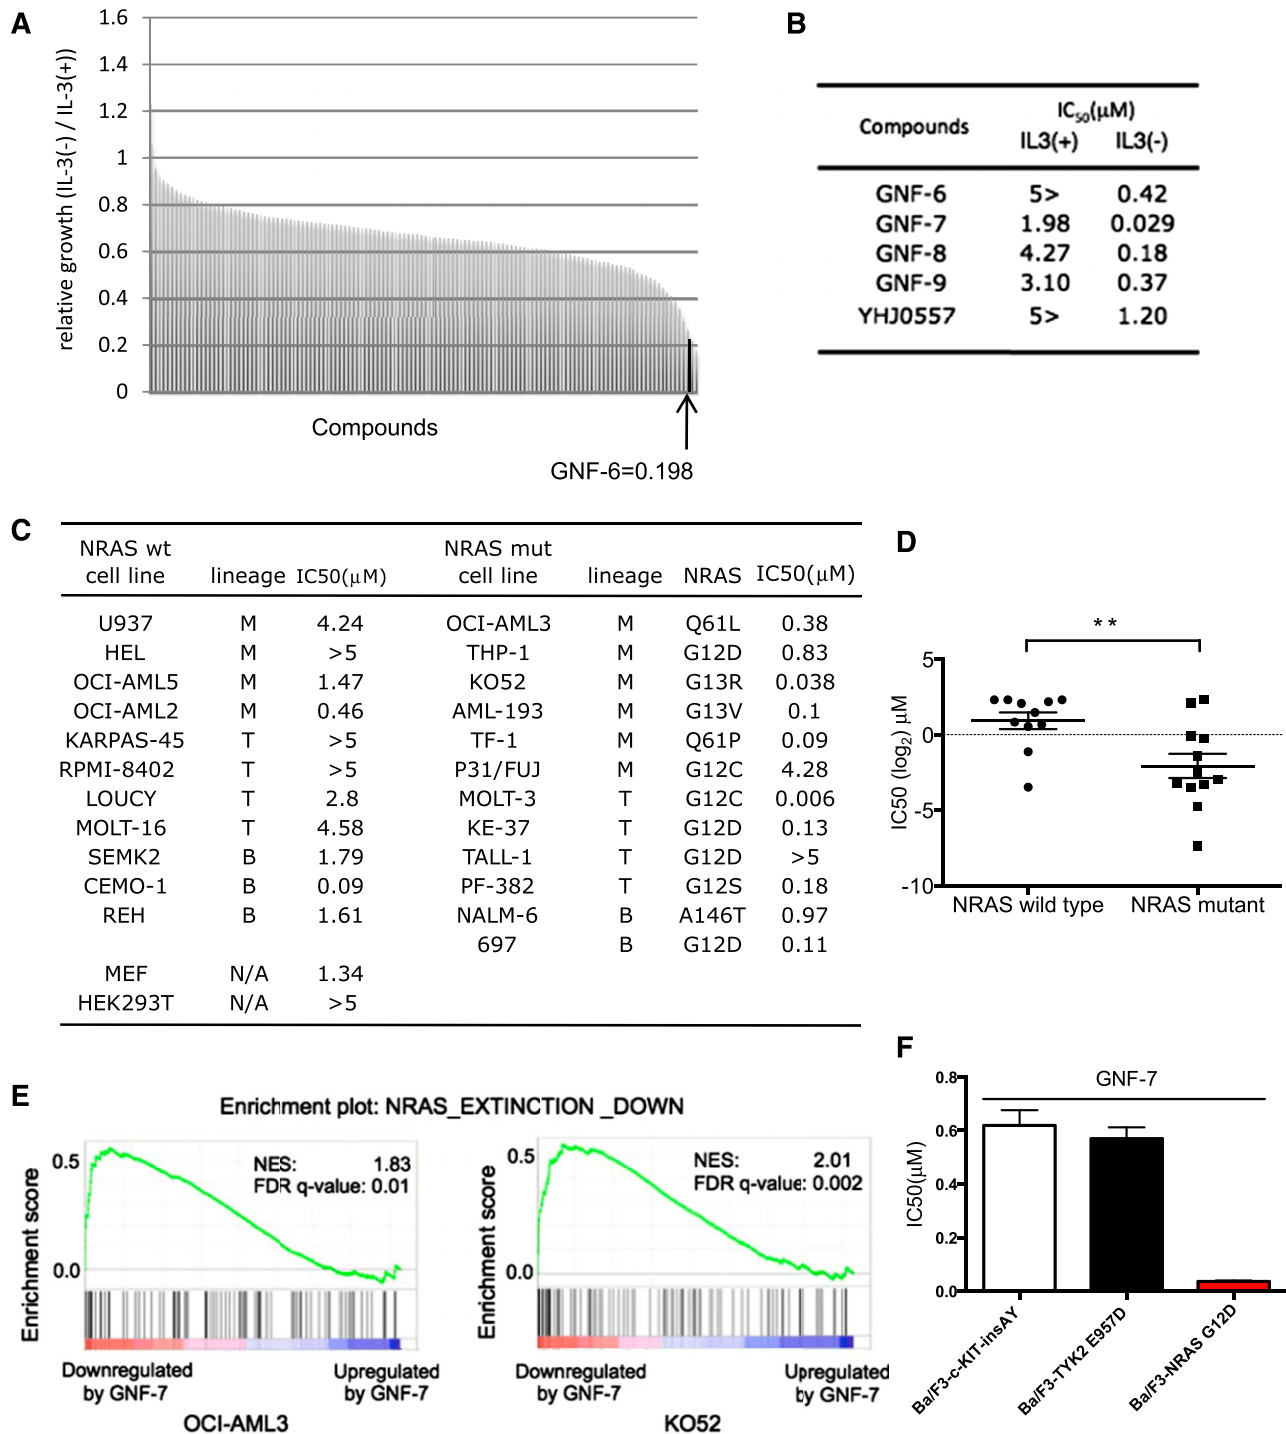 A
relative growth (IL-3(-) / IL-3(+))
1.6
1.4
1.2
1
0.8
0.6
0.4
0.2
0
Compounds
GNF-6=0.198
B
Compounds IC50(µM)
IL3(+) IL3(-)
GNF-6 5> 0.42
GNF-7 1.98 0.029
GNF-8 4.27 0.18
GNF-9 3.10 0.37
YHJ0557 5> 1.20
C
NRAS wt NRAS mut
cell line lineage IC50(µM) cell line lineage NRAS IC50(µM)
U937 M 4.24 OCI-AML3 M Q61L 0.38
HEL M >5 THP-1 M G12D 0.83
OCI-AML5 M 1.47 KO52 M G13R 0.038
OCI-AML2 M 0.46 AML-193 M G13V 0.1
KARPAS-45 T >5 TF-1 M Q61P 0.09
RPMI-8402 T >5 P31/FUJ M G12C 4.28
LOUCY T 2.8 MOLT-3 T G12C 0.006
MOLT-16 T 4.58 KE-37 T G12D 0.13
SEMK2 B 1.79 TALL-1 T G12D >5
CEMO-1 B 0.09 PF-382 T G12S 0.18
REH B 1.61 NALM-6 B A146T 0.97
697 B G12D 0.11
MEF N/A 1.34
HEK293T N/A >5
D
**
IC50 (log2) µM
5
0
-5
-10
NRAS wild type NRAS mutant
E
Enrichment plot: NRAS_EXTINCTION _DOWN
Enrichment score
0.5
0.0
NES: 1.83
FDR q-value: 0.01
Downregulated by GNF-7
Upregulated by GNF-7
OCI-AML3
Enrichment score
0.5
0.0
NES: 2.01
FDR q-value: 0.002
Downregulated by GNF-7
Upregulated by GNF-7
KO52
F
GNF-7
IC50(µM)
0.8
0.6
0.4
0.2
0.0
Ba/F3-c-KIT-insAY
Ba/F3-TYK2 E957D
Ba/F3-NRAS G12D